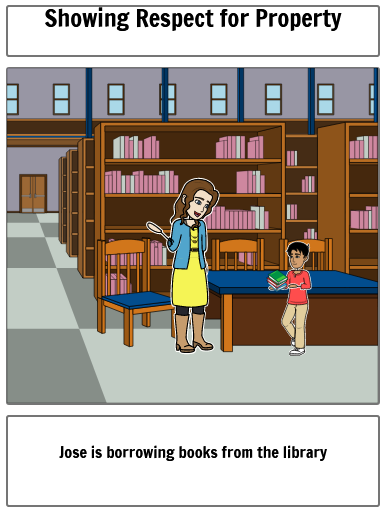 Showing Respect for Property
Jose is borrowing books from the library